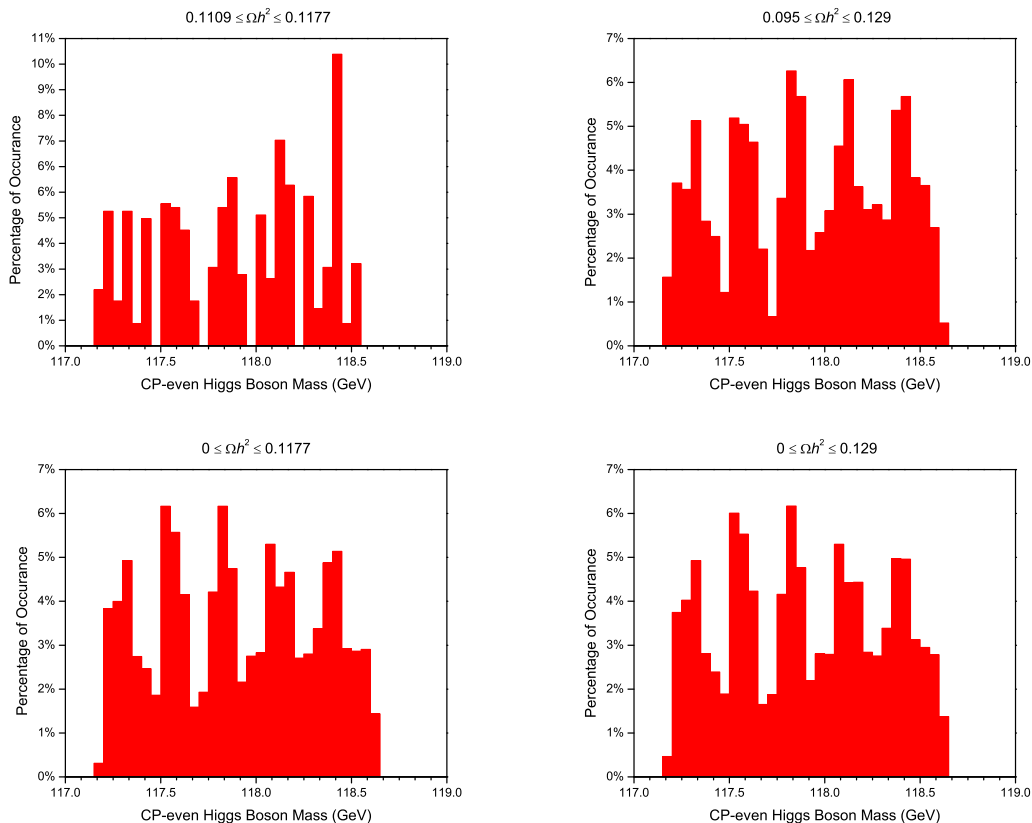 0.1109 ≤ Ωh² ≤ 0.1177
11%
10%
9%
8%
7%
6%
5%
4%
3%
2%
1%
0%
Percentage of Occurance
117.0 117.5 118.0 118.5 119.0
CP-even Higgs Boson Mass (GeV)
0.095 ≤ Ωh² ≤ 0.129
7%
6%
5%
4%
3%
2%
1%
0%
Percentage of Occurance
117.0 117.5 118.0 118.5 119.0
CP-even Higgs Boson Mass (GeV)
0 ≤ Ωh² ≤ 0.1177
7%
6%
5%
4%
3%
2%
1%
0%
Percentage of Occurance
117.0 117.5 118.0 118.5 119.0
CP-even Higgs Boson Mass (GeV)
0 ≤ Ωh² ≤ 0.129
7%
6%
5%
4%
3%
2%
1%
0%
Percentage of Occurance
117.0 117.5 118.0 118.5 119.0
CP-even Higgs Boson Mass (GeV)